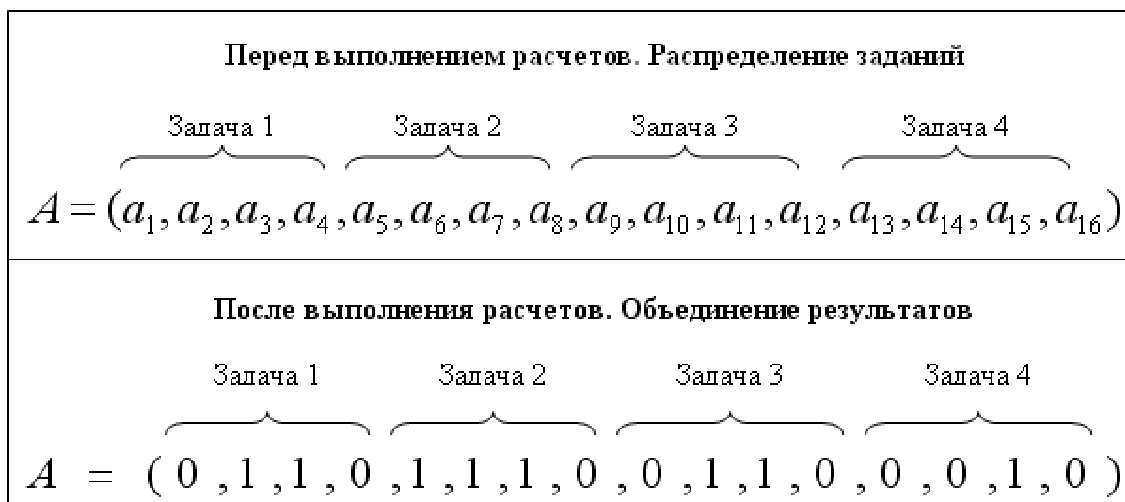 Перед выполнением расчетов. Распределение заданий
Задача 1 Задача 2 Задача 3 Задача 4
A = (a₁, a₂, a₃, a₄, a₅, a₆, a₇, a₈, a₉, a₁₀, a₁₁, a₁₂, a₁₃, a₁₄, a₁₅, a₁₆)
После выполнения расчетов. Объединение результатов
Задача 1 Задача 2 Задача 3 Задача 4
A = ( 0 , 1 , 1 , 0 , 1 , 1 , 1 , 0 , 0 , 1 , 1 , 0 , 0 , 0 , 1 , 0 )